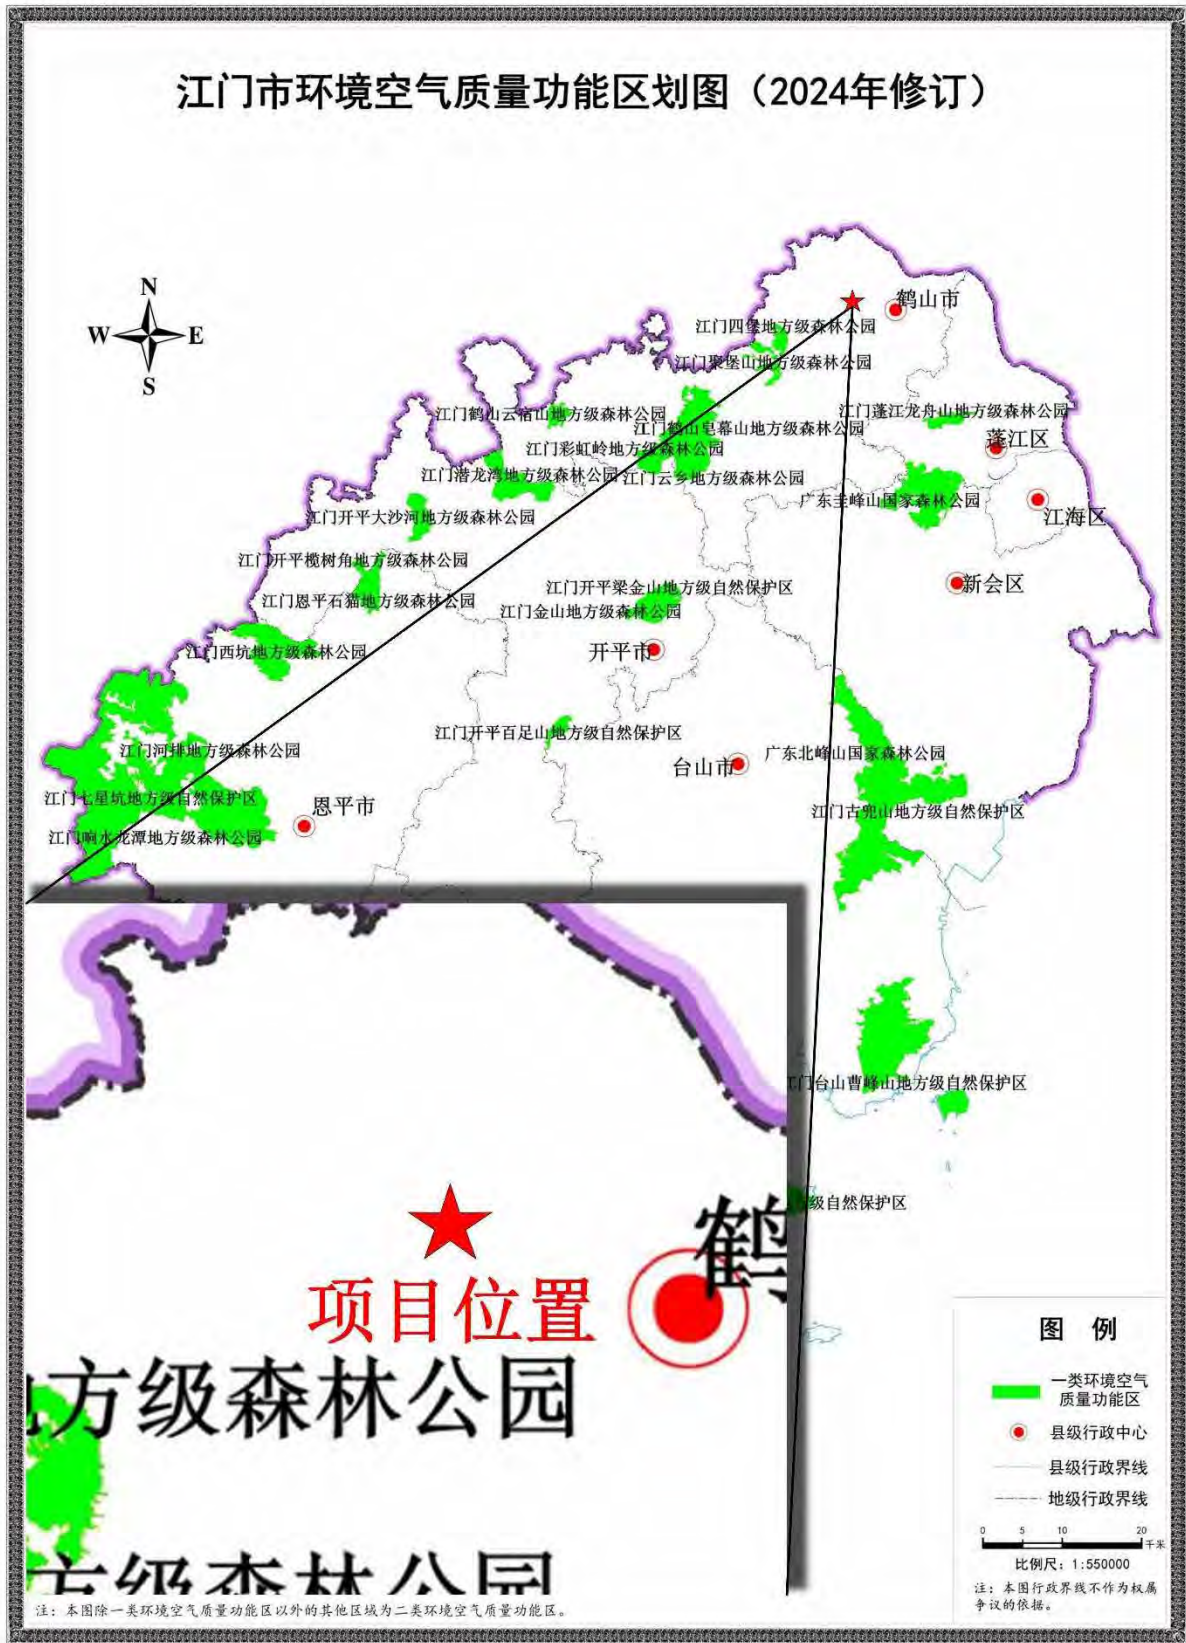 江门市环境空气质量功能区划图（2024年修订）
N
W
E
S
鹤山市
江门四堡地方级森林公园
江门聚堡山地方级森林公园
江门鹤山云宿山地方级森林公园
江门蓬江龙舟山地方级森林公园
江门鹤山皂幕山地方级森林公园
蓬江区
江门彩虹岭地方级森林公园
江门潜龙湾地方级森林公园
江门云乡地方级森林公园
广东圭峰山国家森林公园
江门开平大沙河地方级森林公园
江海区
江门开平榄树角地方级森林公园
江门开平梁金山地方级自然保护区
新会区
江门恩平石猫地方级森林公园
江门金山地方级森林公园
江门西坑地方级森林公园
开平市
江门开平百足山地方级自然保护区
江门河排地方级森林公园
广东北峰山国家森林公园
台山市
江门七星坑地方级自然保护区
恩平市
江门古兜山地方级自然保护区
江门响水龙潭地方级森林公园
江门台山曹峰山地方级自然保护区
级自然保护区
鹤
项目位置
方级森林公园
方级森林公园
图 例
一类环境空气
质量功能区
县级行政中心
县级行政界线
地级行政界线
0 5 10 20
千米
比例尺：1:550000
注：本图行政界线不作为权属
争议的依据。
注：本图除一类环境空气质量功能区以外的其他区域为二类环境空气质量功能区。